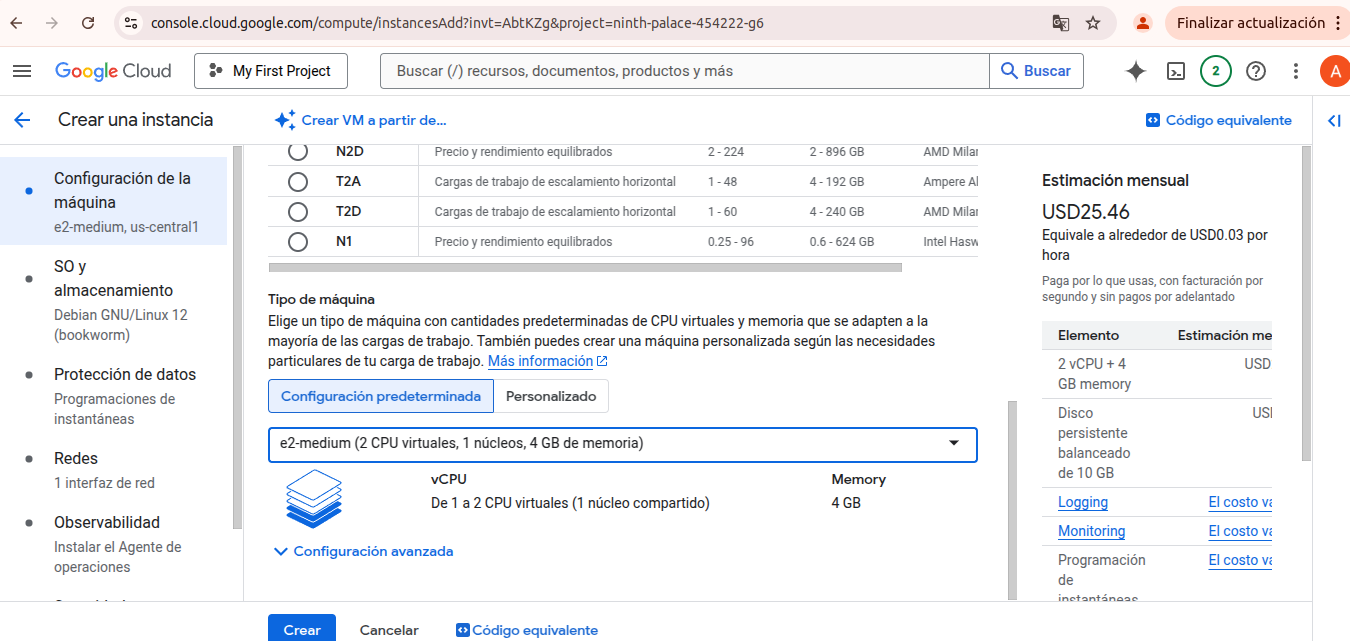 console.cloud.google.com/compute/instancesAdd?invt=AbtKZg&project=ninth-palace-454222-g6
Finalizar actualización
Google Cloud
My First Project
Buscar (/) recursos, documentos, productos y más
Buscar
2
A
Crear una instancia
Crear VM a partir de...
Código equivalente
Configuración de la
máquina
e2-medium, us-central1
SO y
almacenamiento
Debian GNU/Linux 12
(bookworm)
Protección de datos
Programaciones de
instantáneas
Redes
1 interfaz de red
Observabilidad
Instalar el Agente de
operaciones
N2D Precio y rendimiento equilibrados 2 - 224 2 - 896 GB AMD Milar
T2A Cargas de trabajo de escalamiento horizontal 1 - 48 4 - 192 GB Ampere Al
T2D Cargas de trabajo de escalamiento horizontal 1 - 60 4 - 240 GB AMD Milar
N1 Precio y rendimiento equilibrados 0.25 - 96 0.6 - 624 GB Intel Hasw
Tipo de máquina
Elige un tipo de máquina con cantidades predeterminadas de CPU virtuales y memoria que se adapten a la
mayoría de las cargas de trabajo. También puedes crear una máquina personalizada según las necesidades
particulares de tu carga de trabajo. Más información
Configuración predeterminada Personalizado
e2-medium (2 CPU virtuales, 1 núcleos, 4 GB de memoria)
vCPU Memory
De 1 a 2 CPU virtuales (1 núcleo compartido) 4 GB
Configuración avanzada
Crear Cancelar Código equivalente
Estimación mensual
USD25.46
Equivale a alrededor de USD0.03 por
hora
Paga por lo que usas, con facturación por
segundo y sin pagos por adelantado
Elemento Estimación me
2 vCPU + 4 USD
GB memory
Disco USI
persistente
balanceado
de 10 GB
Logging El costo va
Monitoring El costo va
Programación El costo va
de
instantáneas